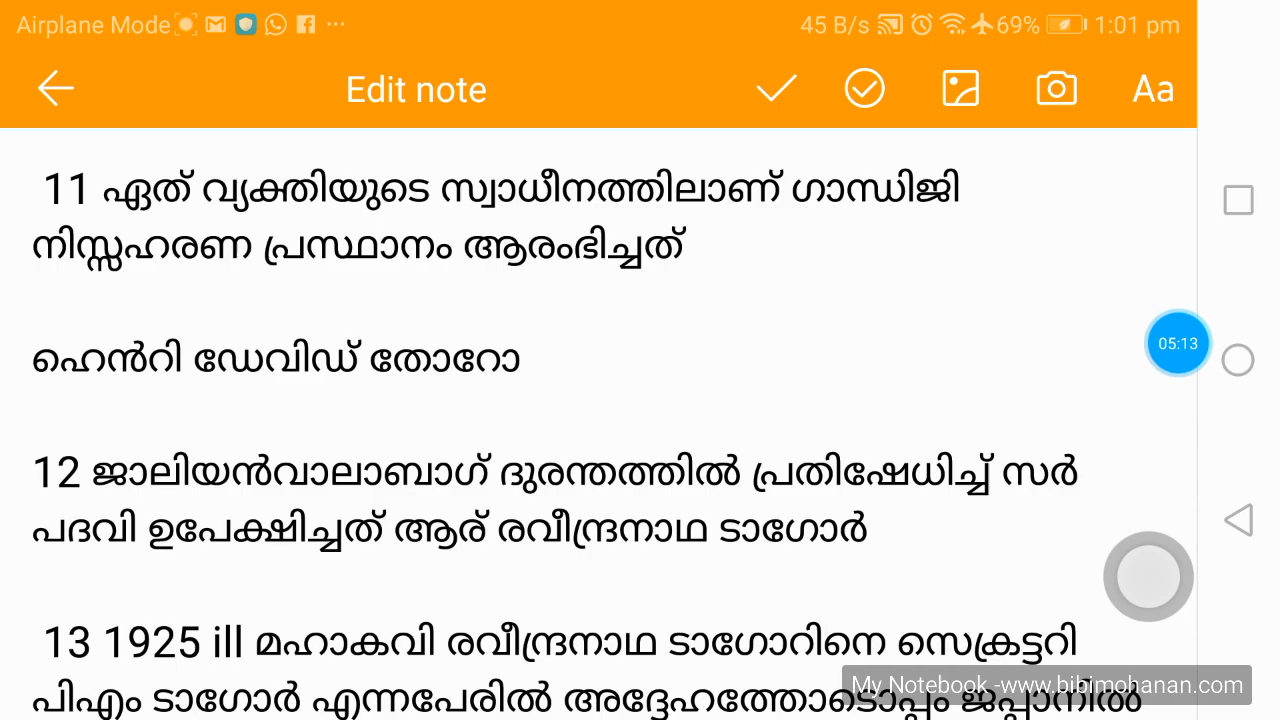 Airplane Mode ... 45 B/s 69% 1:01 pm
Edit note Aa
11 ഏത് വ്യക്തിയുടെ സ്വാധീനത്തിലാണ് ഗാന്ധിജി
നിസ്സഹരണ പ്രസ്ഥാനം ആരംഭിച്ചത്
ഹെൻറി ഡേവിഡ് തോറോ
05:13
12 ജാലിയൻവാലാബാഗ് ദുരന്തത്തിൽ പ്രതിഷേധിച്ച് സർ
പദവി ഉപേക്ഷിച്ചത് ആര് രവീന്ദ്രനാഥ ടാഗോർ
13 1925 ill മഹാകവി രവീന്ദ്രനാഥ ടാഗോറിനെ സെക്രട്ടറി
പിഎം ടാഗോർ എന്നപേരിൽ അദ്ദേഹത്തോടൊപ്പം ജപ്പാനിൽ
My Notebook -www.bibimohanan.com